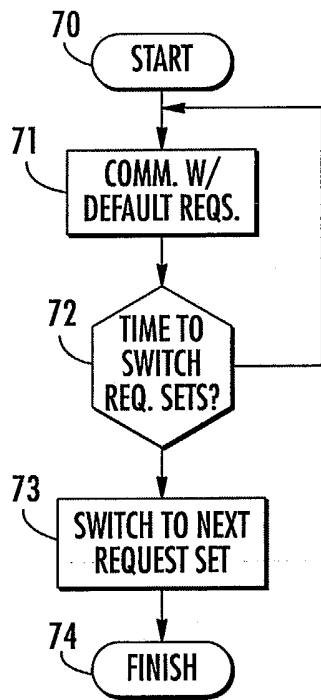 70
START
71
COMM. W/
DEFAULT REQS.
72
TIME TO
SWITCH
REQ. SETS?
73
SWITCH TO NEXT
REQUEST SET
74
FINISH